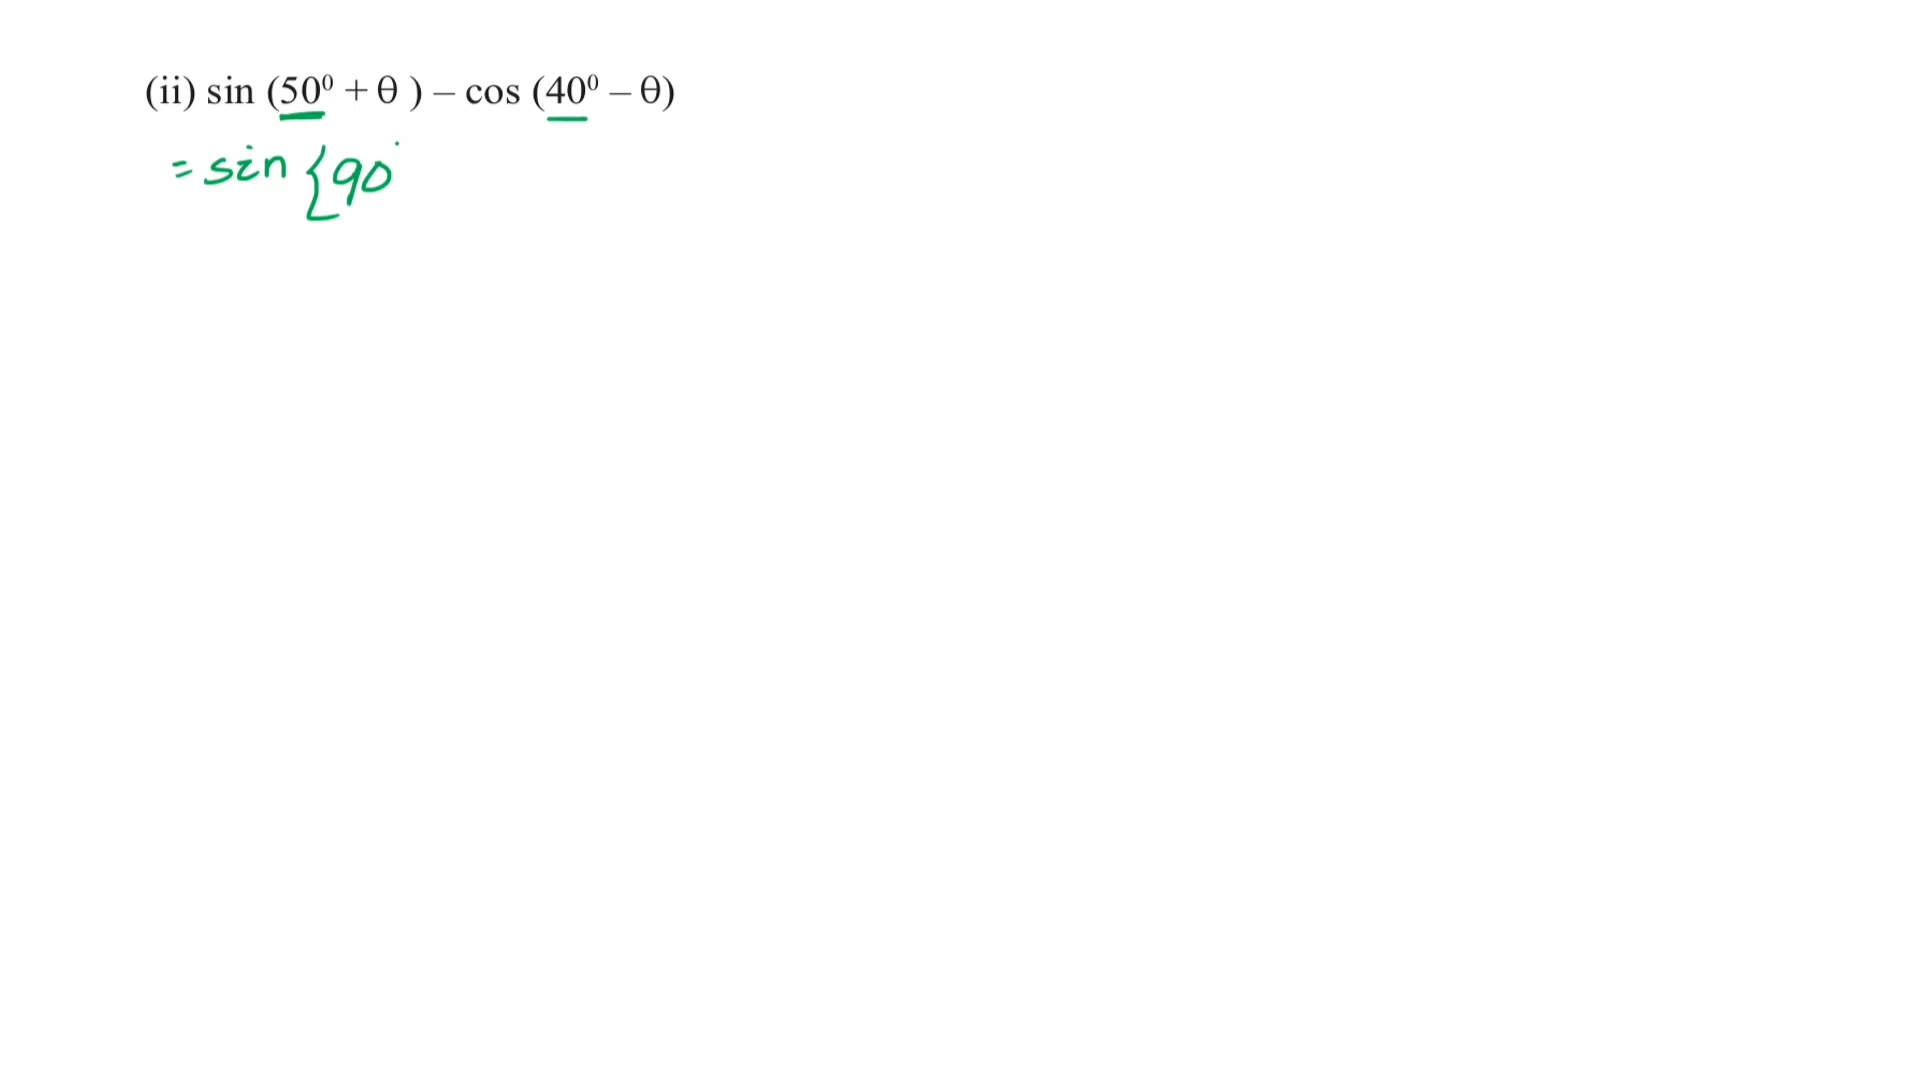 (ii) sin (50⁰ + θ ) – cos (40⁰ – θ)
= sin {90°